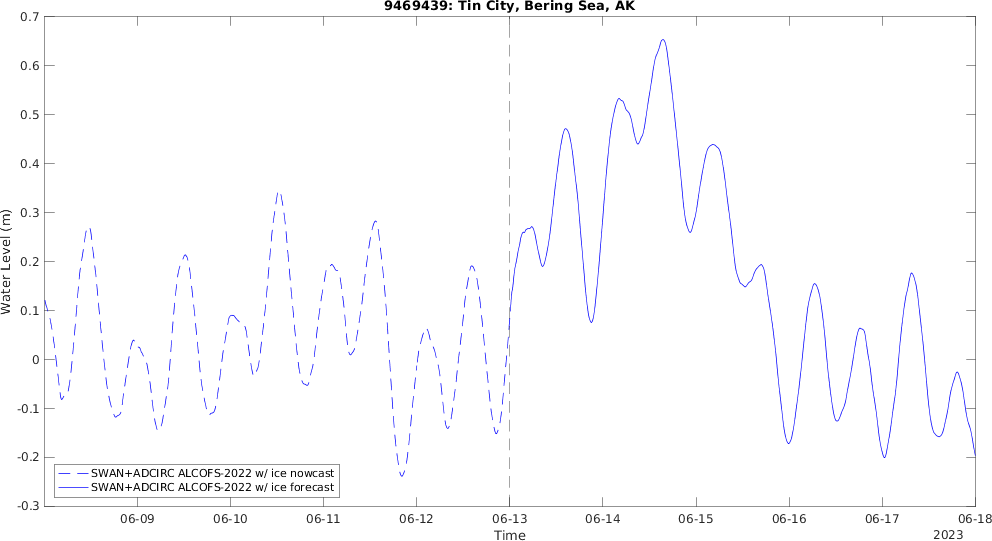 9469439: Tin City, Bering Sea, AK
0.7
0.6
0.5
0.4
0.3
0.2
0.1
0
-0.1
-0.2
-0.3
Water Level (m)
SWAN+ADCIRC ALCOFS-2022 w/ ice nowcast
SWAN+ADCIRC ALCOFS-2022 w/ ice forecast
06-09 06-10 06-11 06-12 06-13 06-14 06-15 06-16 06-17 06-18
Time
2023